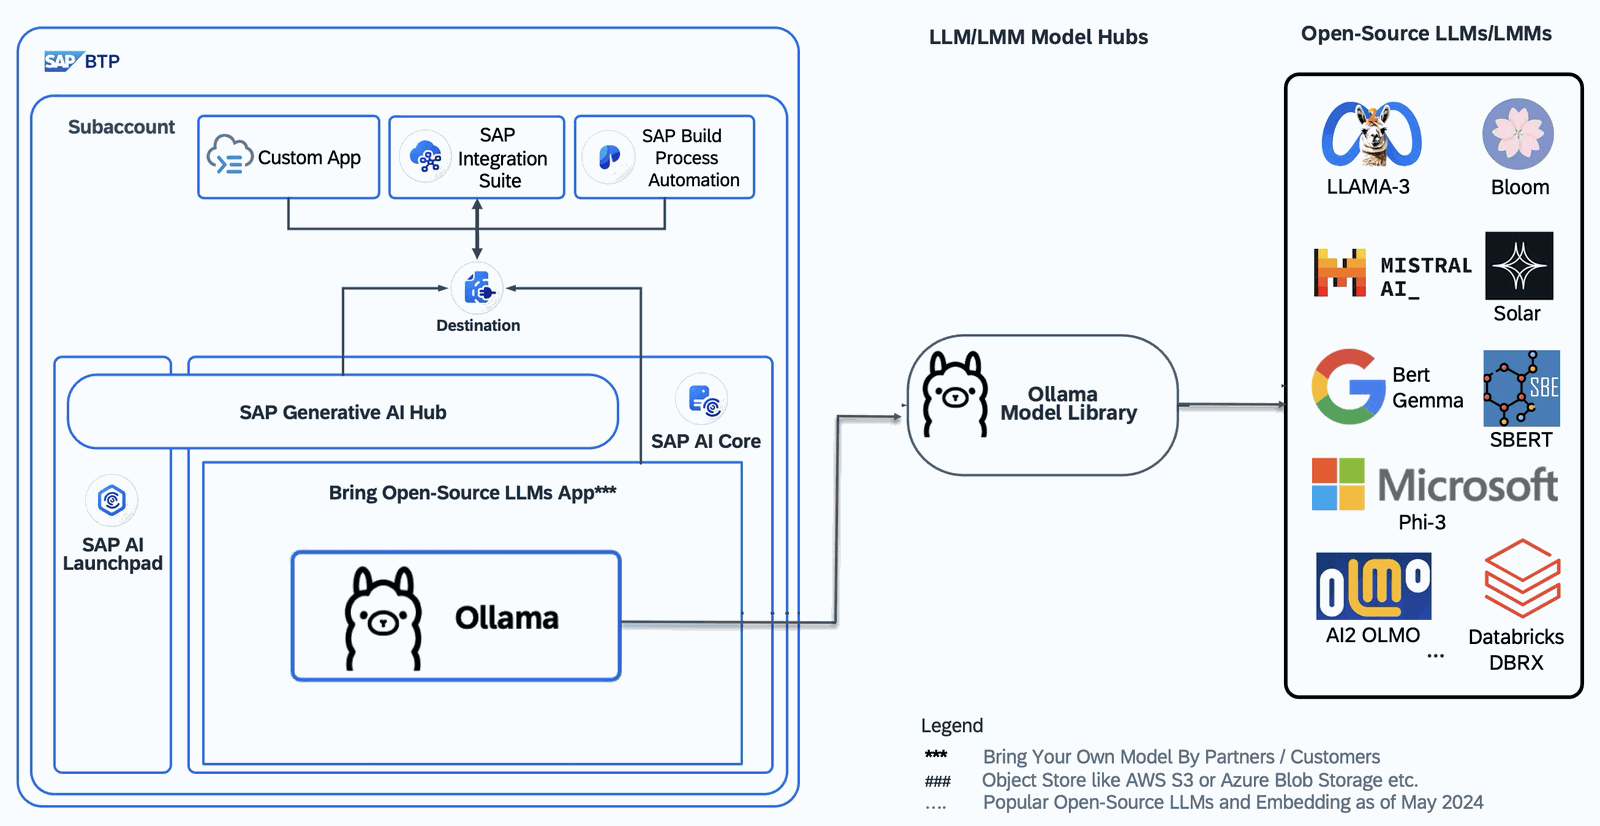 SAP BTP
Subaccount
Custom App
SAP
Integration
Suite
SAP Build
Process
Automation
Destination
SAP Generative AI Hub
SAP AI Core
SAP AI
Launchpad
Bring Open-Source LLMs App***
Ollama
LLM/LMM Model Hubs
Ollama
Model Library
Open-Source LLMs/LMMs
LLAMA-3
Bloom
MISTRAL
AI_
Solar
Bert
Gemma
SBE
SBERT
Microsoft
Phi-3
OLMo
AI2 OLMO
...
Databricks
DBRX
Legend
*** Bring Your Own Model By Partners / Customers
### Object Store like AWS S3 or Azure Blob Storage etc.
.... Popular Open-Source LLMs and Embedding as of May 2024